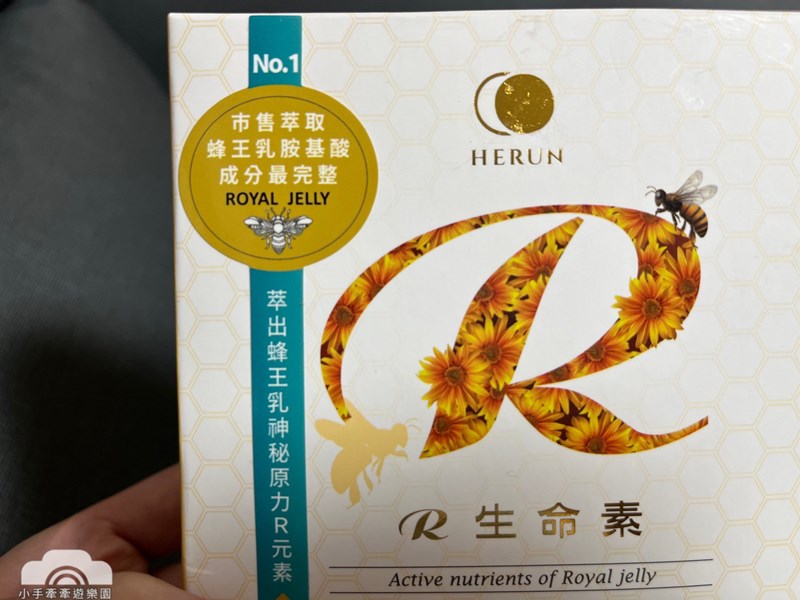 No.1
市售萃取
蜂王乳胺基酸
成分最完整
ROYAL JELLY
萃出蜂王乳神秘原力R元素
HERUN
R
R生命素
Active nutrients of Royal jelly
小手牽牽遊樂園